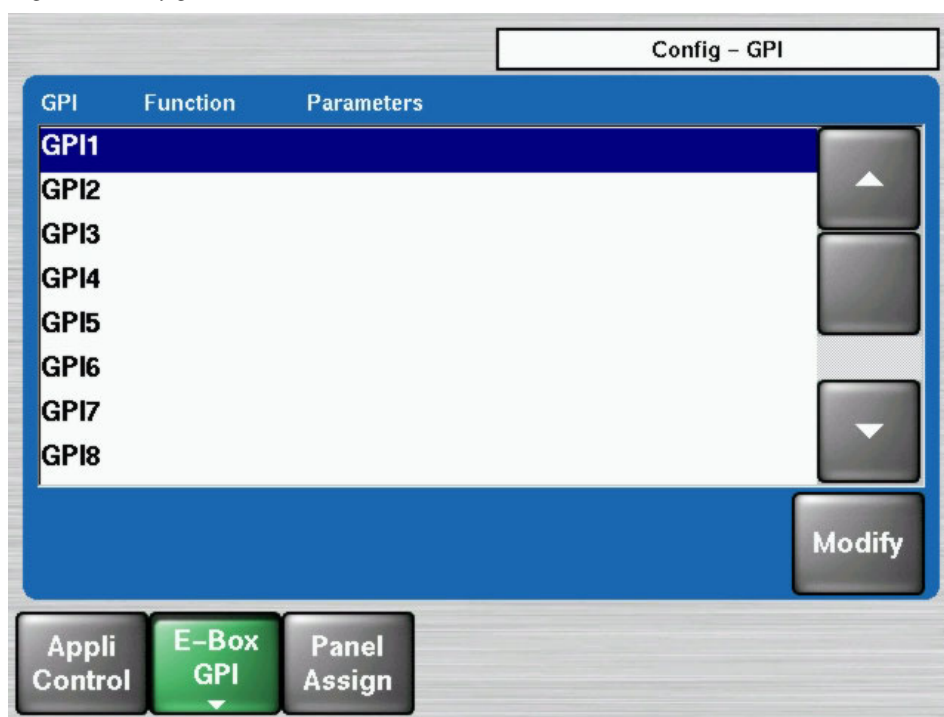 Config – GPI
GPI Function Parameters
GPI1
GPI2
GPI3
GPI4
GPI5
GPI6
GPI7
GPI8
Modify
Appli
Control
E–Box
GPI
Panel
Assign